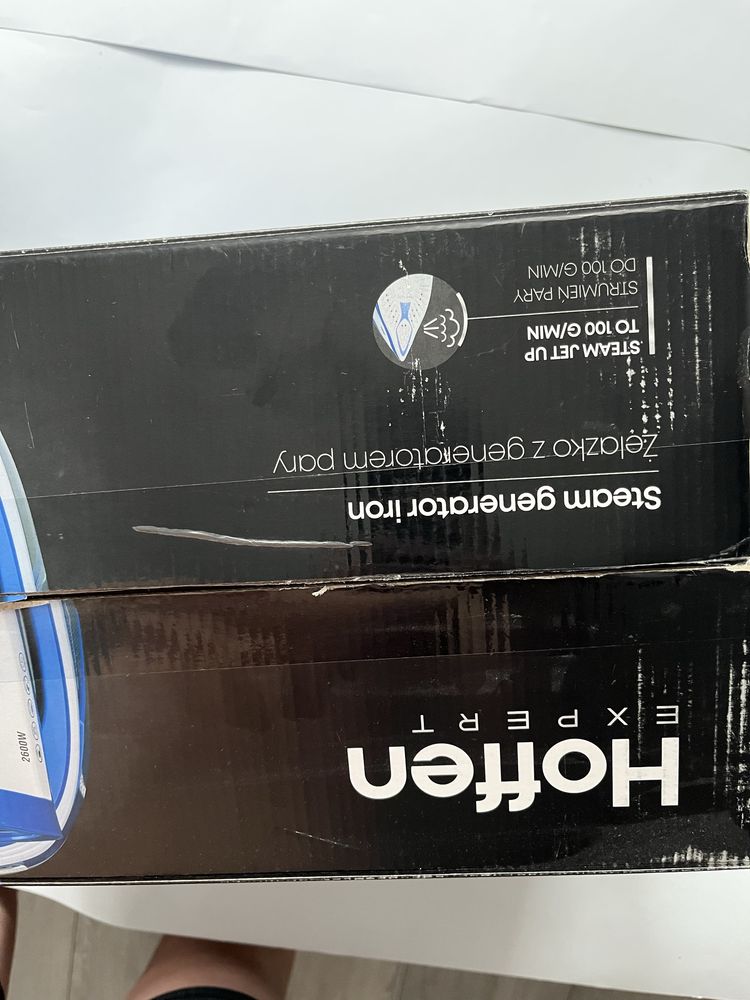 Hoffen
EXPERT
Steam generator iron
Żelazko z generatorem pary
STEAM JET UP
TO 100 G/MIN
STRUMIEŃ PARY
DO 100 G/MIN
2600W